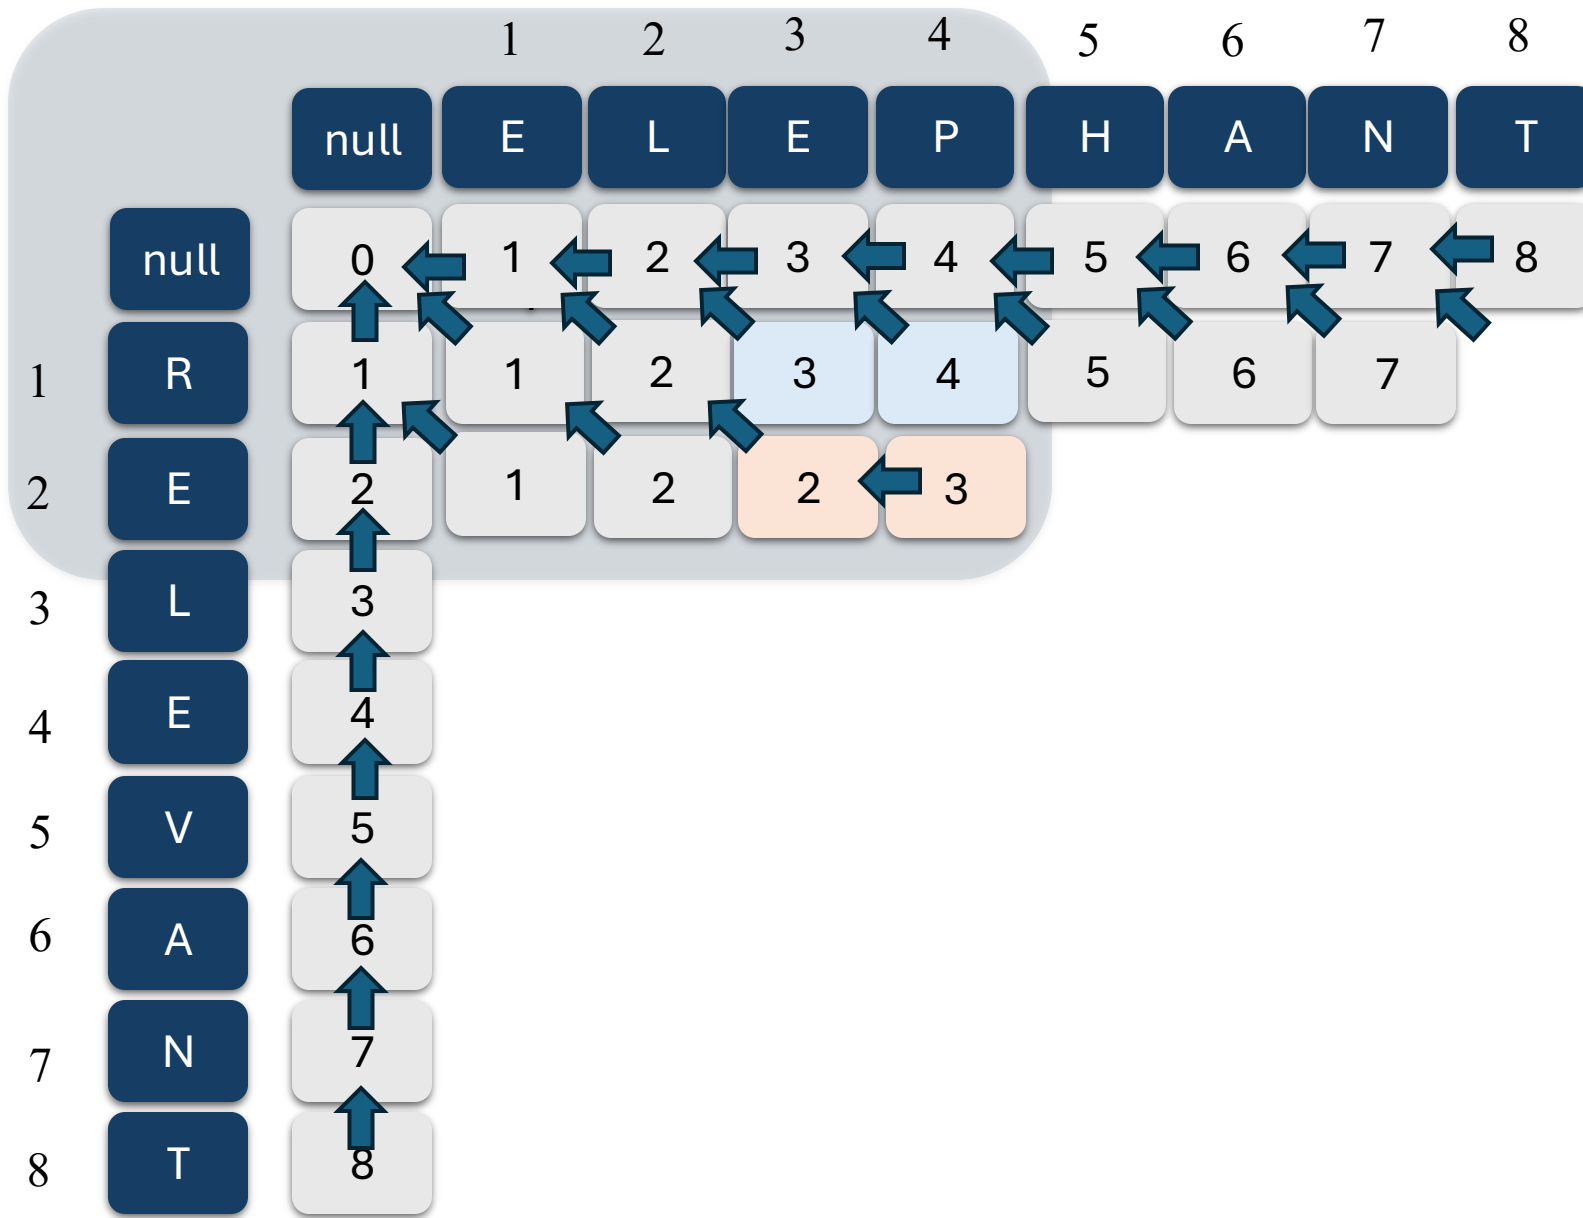 1 2 3 4 5 6 7 8
null E L E P H A N T
null 0 1 2 3 4 5 6 7 8
1 R 1 1 2 3 4 5 6 7
2 E 2 1 2 2 3
3 L 3
4 E 4
5 V 5
6 A 6
7 N 7
8 T 8